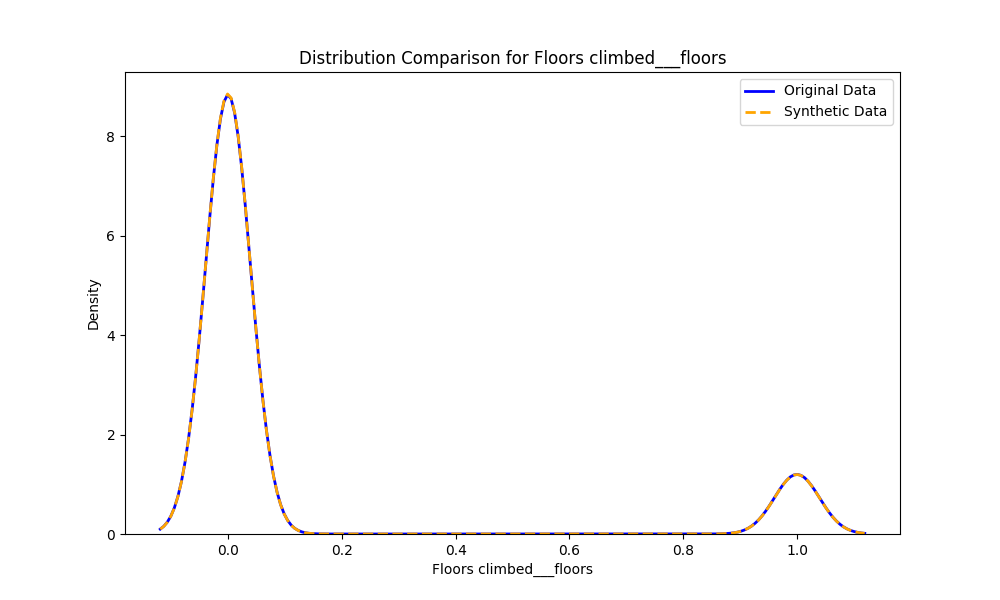 Distribution Comparison for Floors climbed___floors
Original Data
Synthetic Data
8
6
4
2
0
Density
0.0 0.2 0.4 0.6 0.8 1.0
Floors climbed___floors